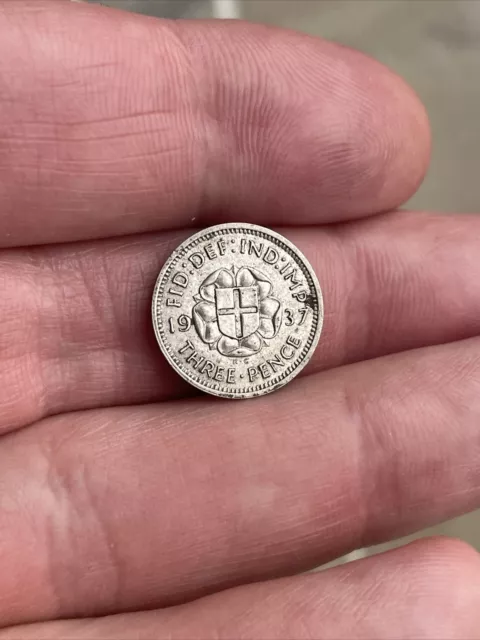 FID: DEF: IND: IMP
19 37
THREE · PENCE
K · G